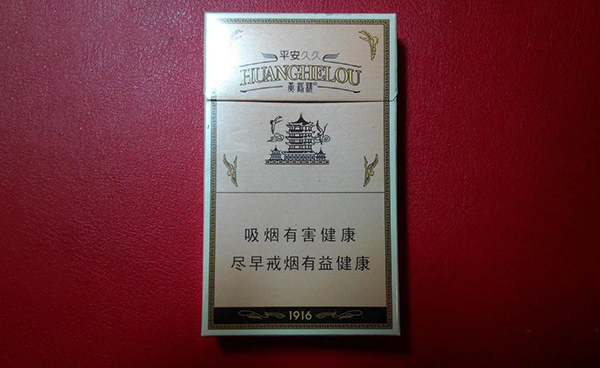 平安久久
HUANGHELOU
黄鹤楼®
吸烟有害健康
尽早戒烟有益健康
1916